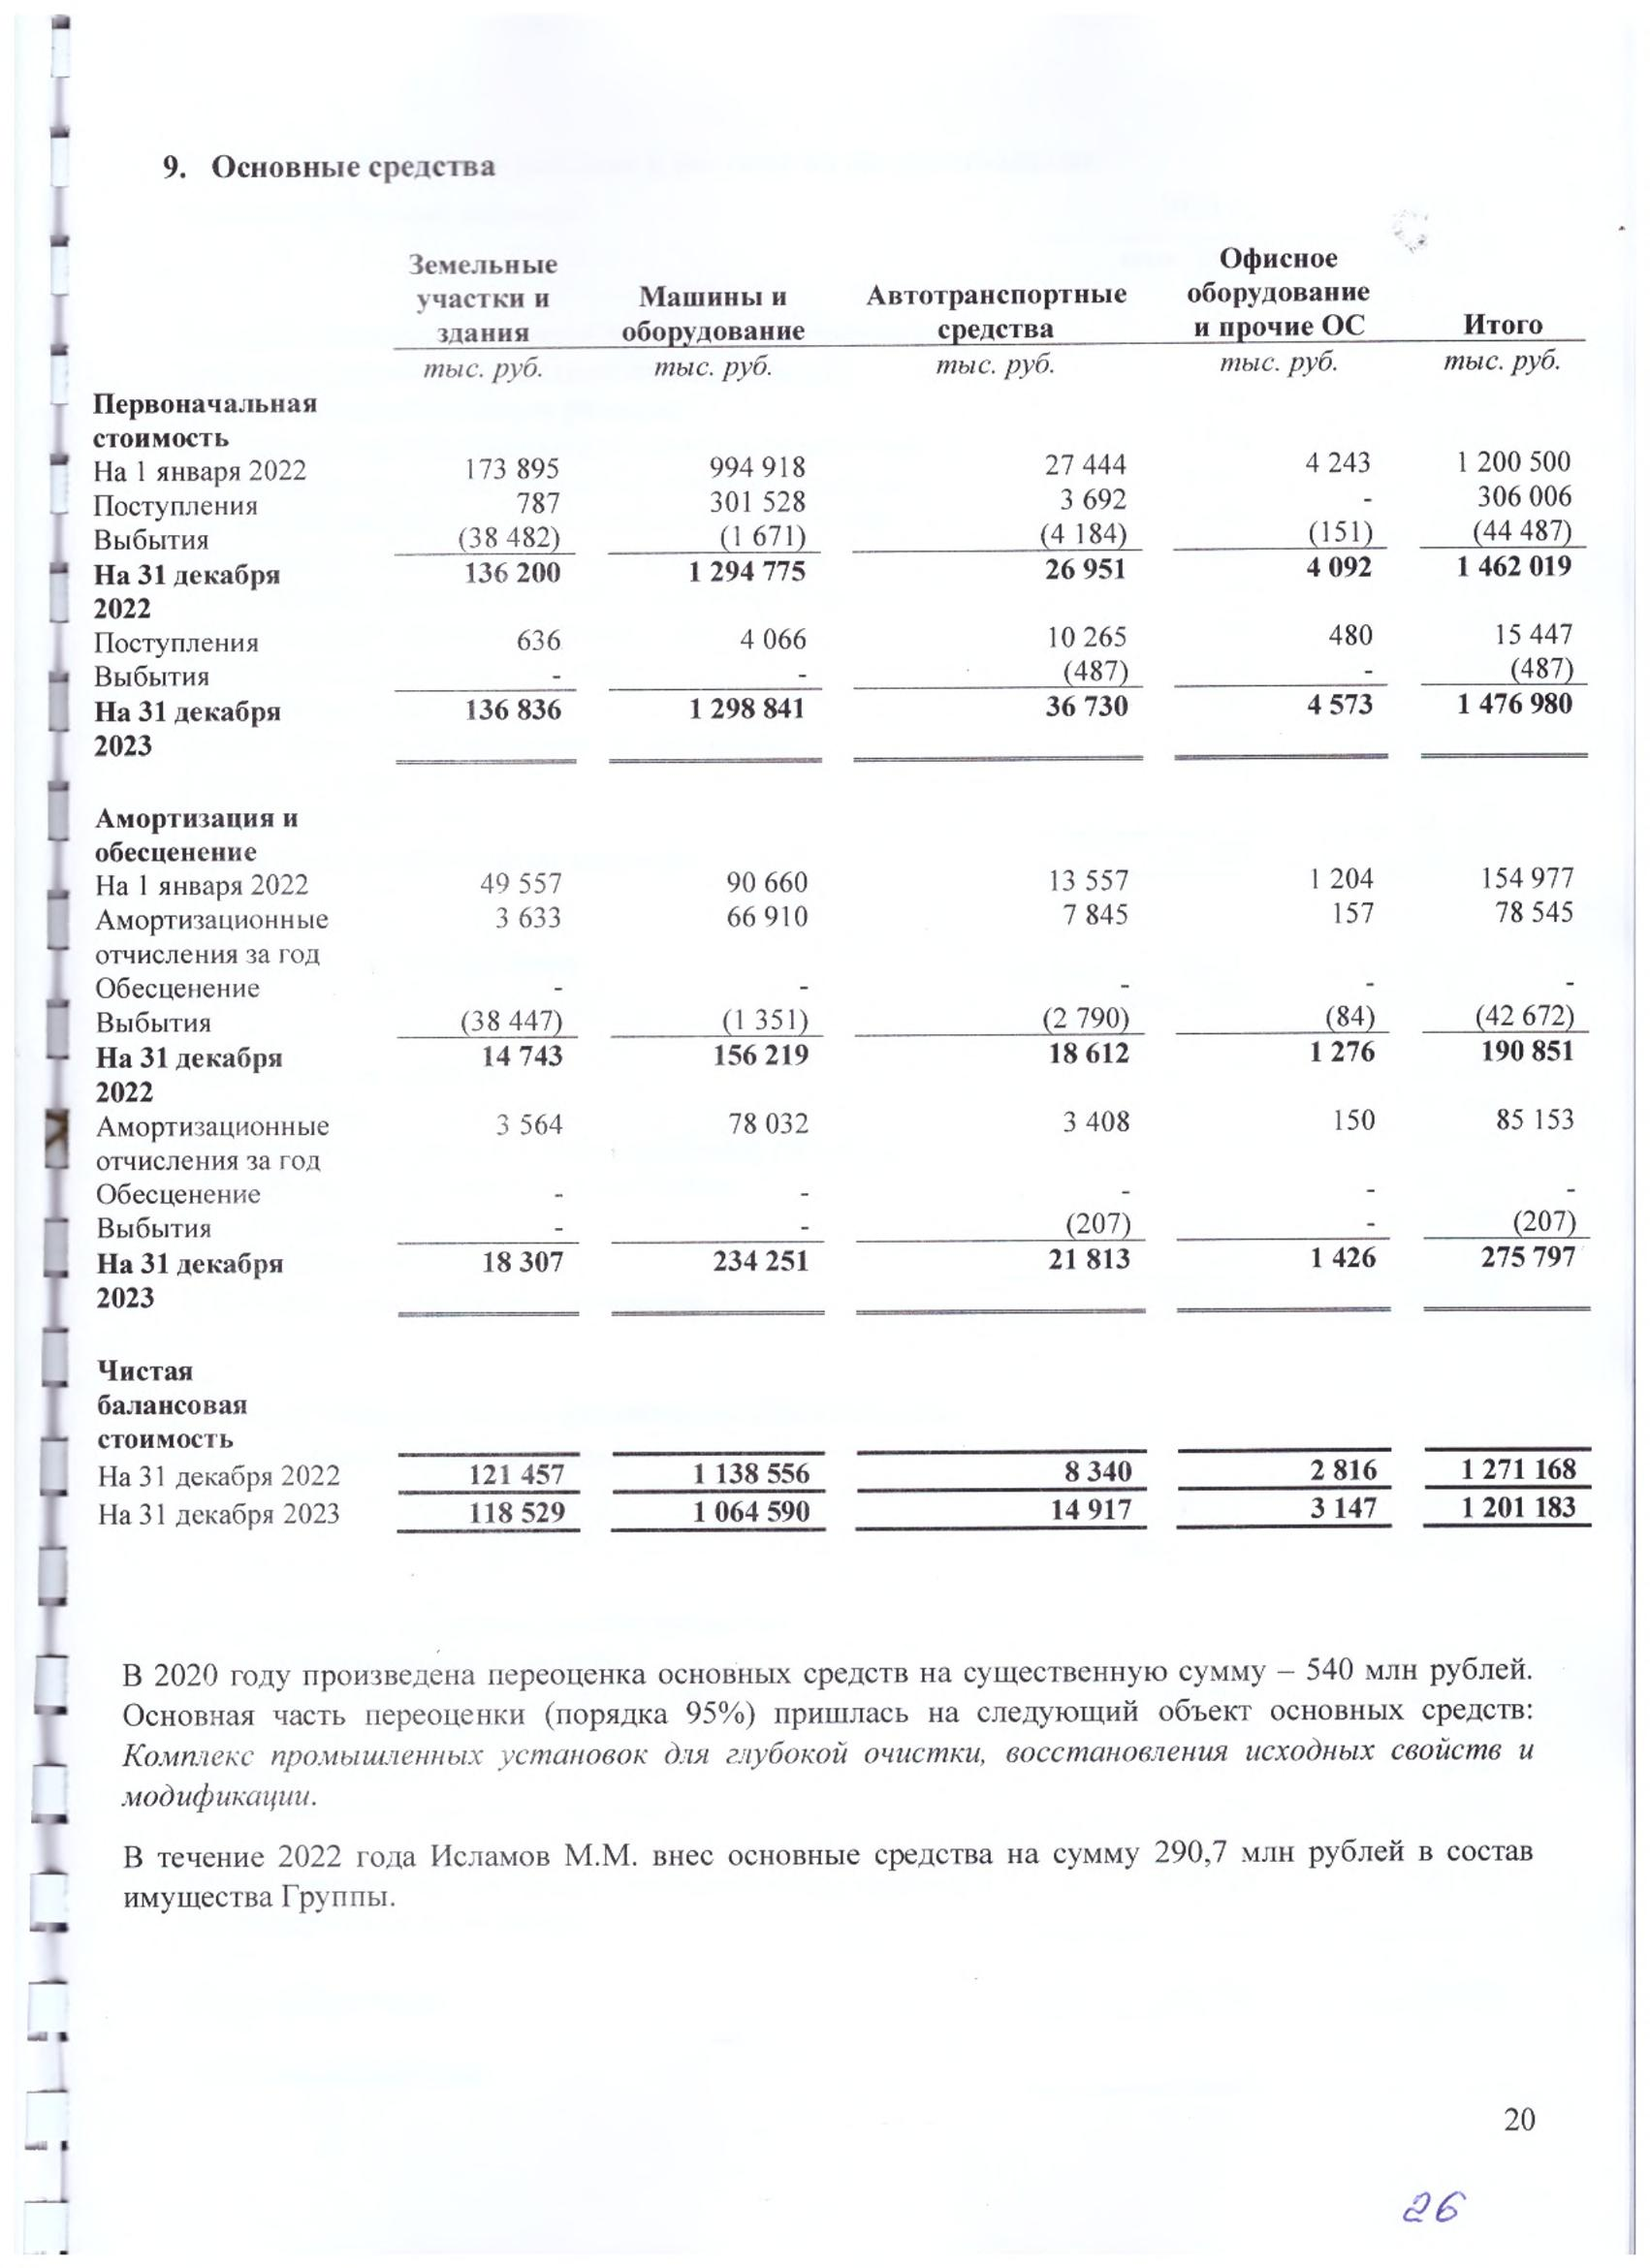 9. Основные средства
Земельные участки и здания Машины и оборудование Автотранспортные средства Офисное оборудование и прочие ОС Итого
тыс. руб. тыс. руб. тыс. руб. тыс. руб. тыс. руб.
Первоначальная
стоимость
На 1 января 2022 173 895 994 918 27 444 4 243 1 200 500
Поступления 787 301 528 3 692 - 306 006
Выбытия (38 482) (1 671) (4 184) (151) (44 487)
На 31 декабря 136 200 1 294 775 26 951 4 092 1 462 019
2022
Поступления 636 4 066 10 265 480 15 447
Выбытия - - (487) - (487)
На 31 декабря 136 836 1 298 841 36 730 4 573 1 476 980
2023
Амортизация и
обесценение
На 1 января 2022 49 557 90 660 13 557 1 204 154 977
Амортизационные 3 633 66 910 7 845 157 78 545
отчисления за год
Обесценение - - - - -
Выбытия (38 447) (1 351) (2 790) (84) (42 672)
На 31 декабря 14 743 156 219 18 612 1 276 190 851
2022
Амортизационные 3 564 78 032 3 408 150 85 153
отчисления за год
Обесценение - - - - -
Выбытия - - (207) - (207)
На 31 декабря 18 307 234 251 21 813 1 426 275 797
2023
Чистая
балансовая
стоимость
На 31 декабря 2022 121 457 1 138 556 8 340 2 816 1 271 168
На 31 декабря 2023 118 529 1 064 590 14 917 3 147 1 201 183
В 2020 году произведена переоценка основных средств на существенную сумму – 540 млн рублей.
Основная часть переоценки (порядка 95%) пришлась на следующий объект основных средств:
Комплекс промышленных установок для глубокой очистки, восстановления исходных свойств и
модификации.
В течение 2022 года Исламов М.М. внес основные средства на сумму 290,7 млн рублей в состав
имущества Группы.
20
26